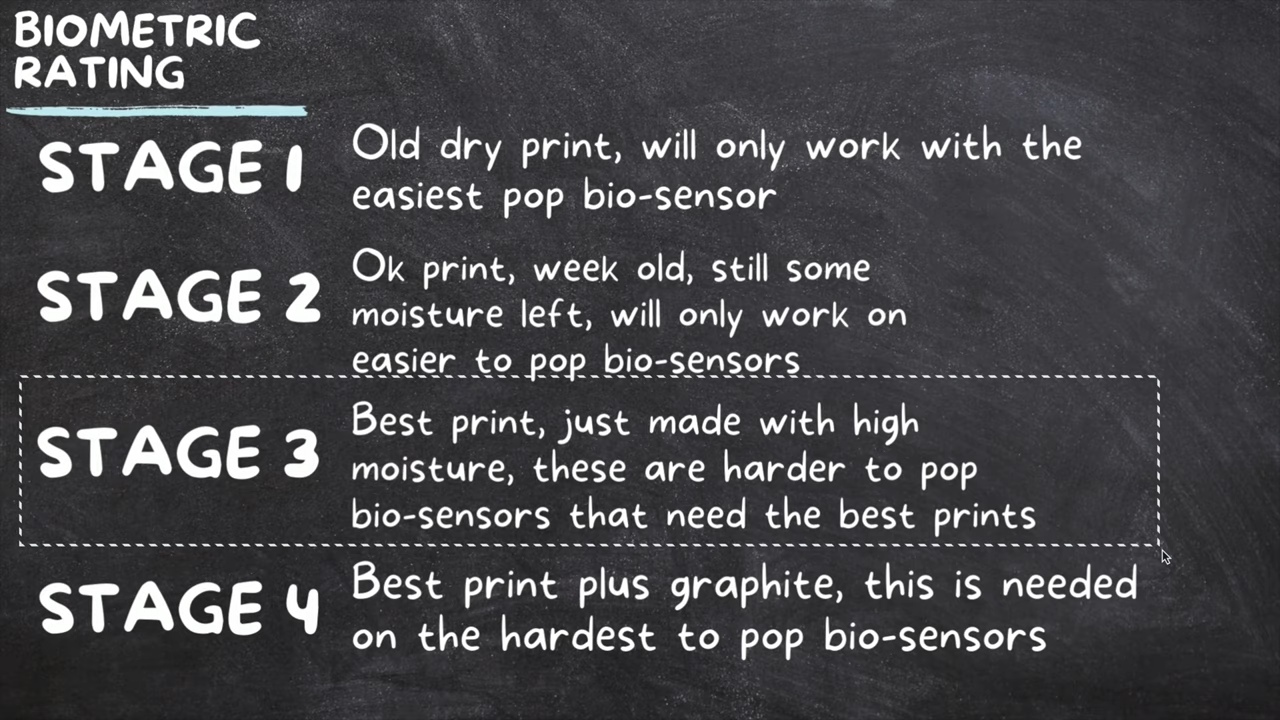 BIOMETRIC
RATING
STAGE 1
Old dry print, will only work with the
easiest pop bio-sensor
STAGE 2
Ok print, week old, still some
moisture left, will only work on
easier to pop bio-sensors
STAGE 3
Best print, just made with high
moisture, these are harder to pop
bio-sensors that need the best prints
STAGE 4
Best print plus graphite, this is needed
on the hardest to pop bio-sensors